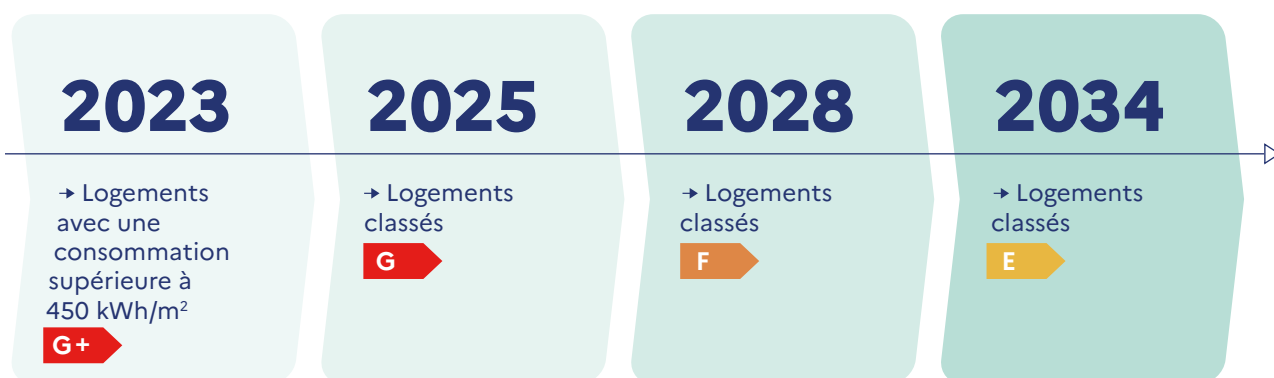 2023
→ Logements
avec une
consommation
supérieure à
450 kWh/m²
G+
2025
→ Logements
classés
G
2028
→ Logements
classés
F
2034
→ Logements
classés
E